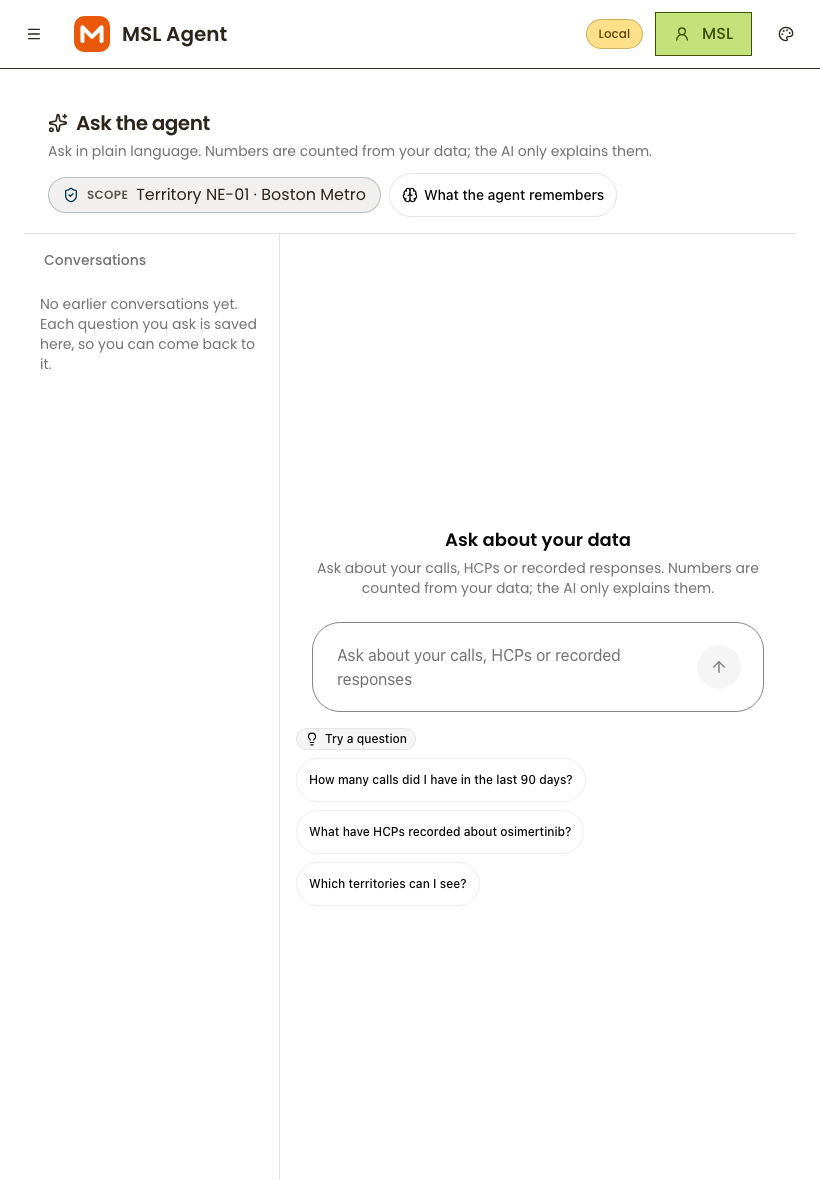 MSL Agent
Local
MSL
Ask the agent
Ask in plain language. Numbers are counted from your data; the AI only explains them.
SCOPE Territory NE-01 · Boston Metro
What the agent remembers
Conversations
No earlier conversations yet.
Each question you ask is saved
here, so you can come back to
it.
Ask about your data
Ask about your calls, HCPs or recorded responses. Numbers are
counted from your data; the AI only explains them.
Ask about your calls, HCPs or recorded
responses
Try a question
How many calls did I have in the last 90 days?
What have HCPs recorded about osimertinib?
Which territories can I see?